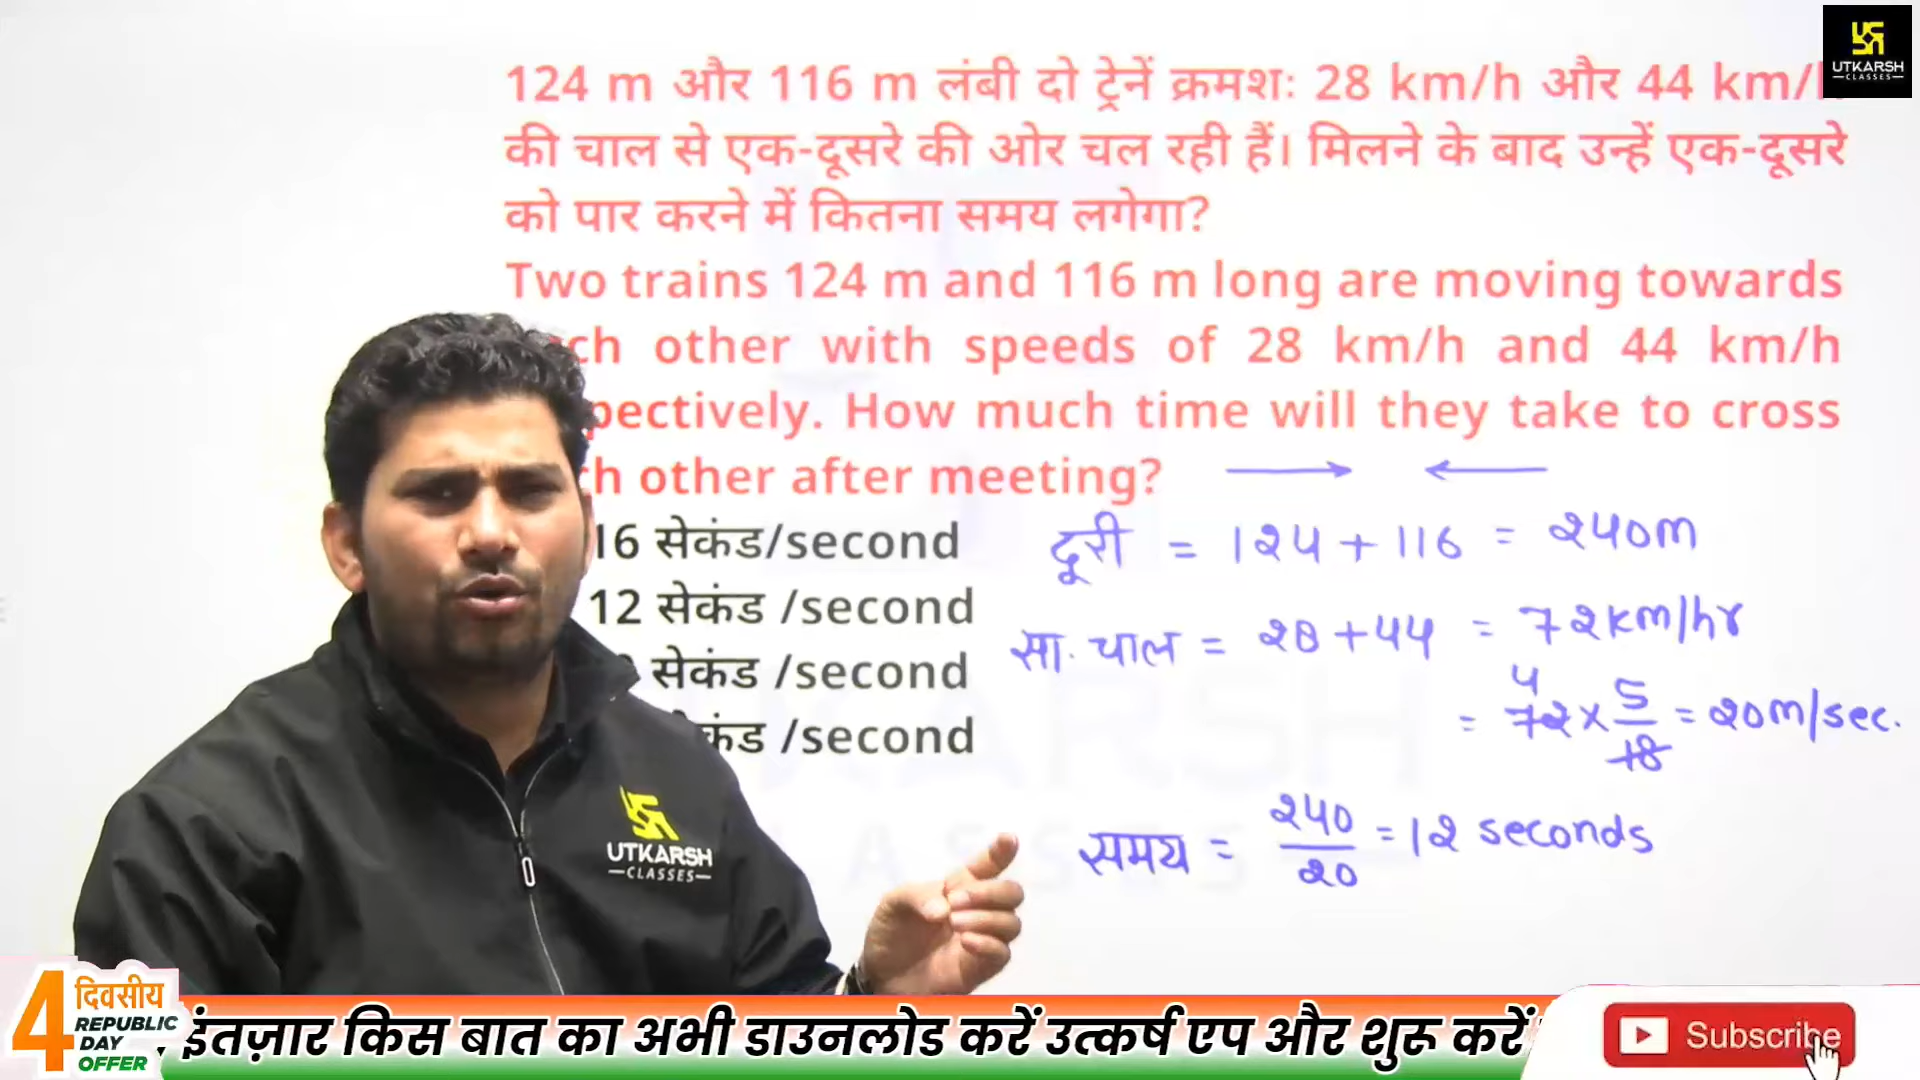 124 m और 116 m लंबी दो ट्रेनें क्रमशः 28 km/h और 44 km/h
UTKARSH
CLASSES
की चाल से एक-दूसरे की ओर चल रही हैं। मिलने के बाद उन्हें एक-दूसरे
को पार करने में कितना समय लगेगा?
Two trains 124 m and 116 m long are moving towards
ch other with speeds of 28 km/h and 44 km/h
pectively. How much time will they take to cross
h other after meeting?
16 सेकंड/second
12 सेकंड /second
सेकंड /second
कंड /second
दूरी = 124 + 116 = 240m
सा. चाल = 28 + 44 = 72km/hr
= 72 × 5/18 = 20m/sec.
4
समय = 240/20 = 12 seconds
UTKARSH
CLASSES
4 दिवसीय
REPUBLIC
DAY
OFFER
इंतज़ार किस बात का अभी डाउनलोड करें उत्कर्ष एप और शुरू करें
Subscribe